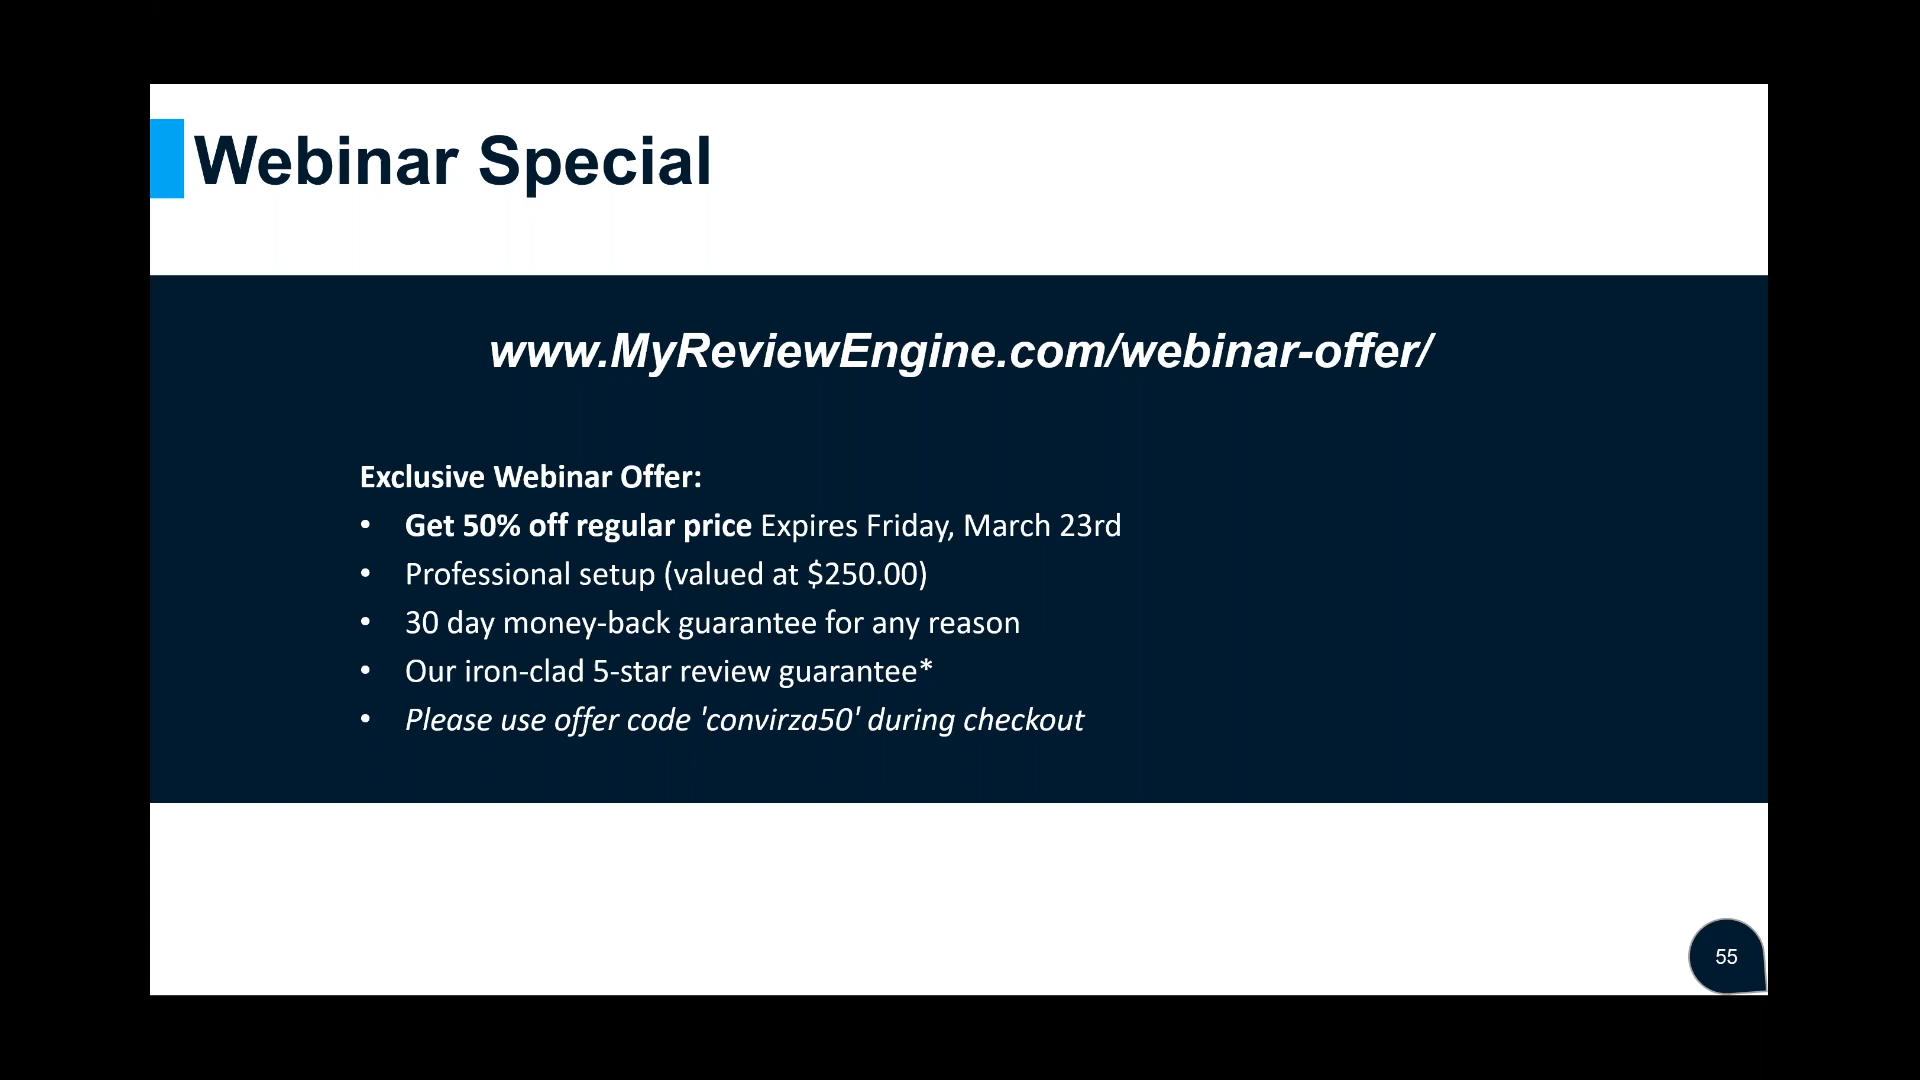 Webinar Special
www.MyReviewEngine.com/webinar-offer/
Exclusive Webinar Offer:
• Get 50% off regular price Expires Friday, March 23rd
• Professional setup (valued at $250.00)
• 30 day money-back guarantee for any reason
• Our iron-clad 5-star review guarantee*
• Please use offer code 'convirza50' during checkout
55